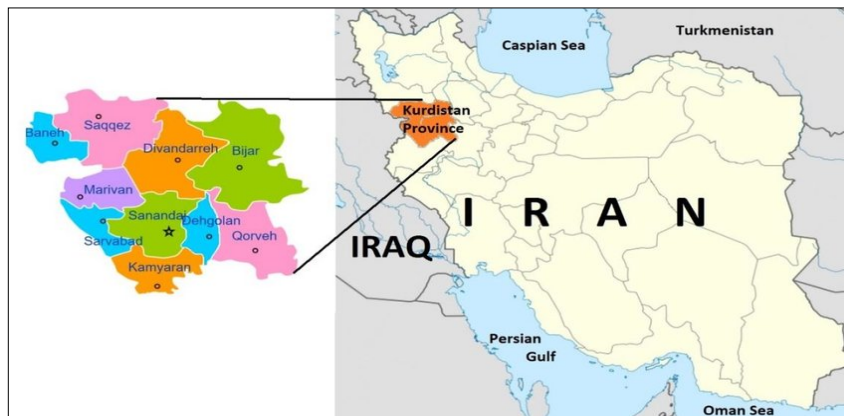 Saqqez
Baneh
Divandarreh
Bijar
Marivan
Sanandaj
Dehgolan
Sarvabad
Qorveh
Kamyaran
Caspian Sea
Turkmenistan
Kurdistan
Province
I R A N
IRAQ
Persian
Gulf
Oman Sea